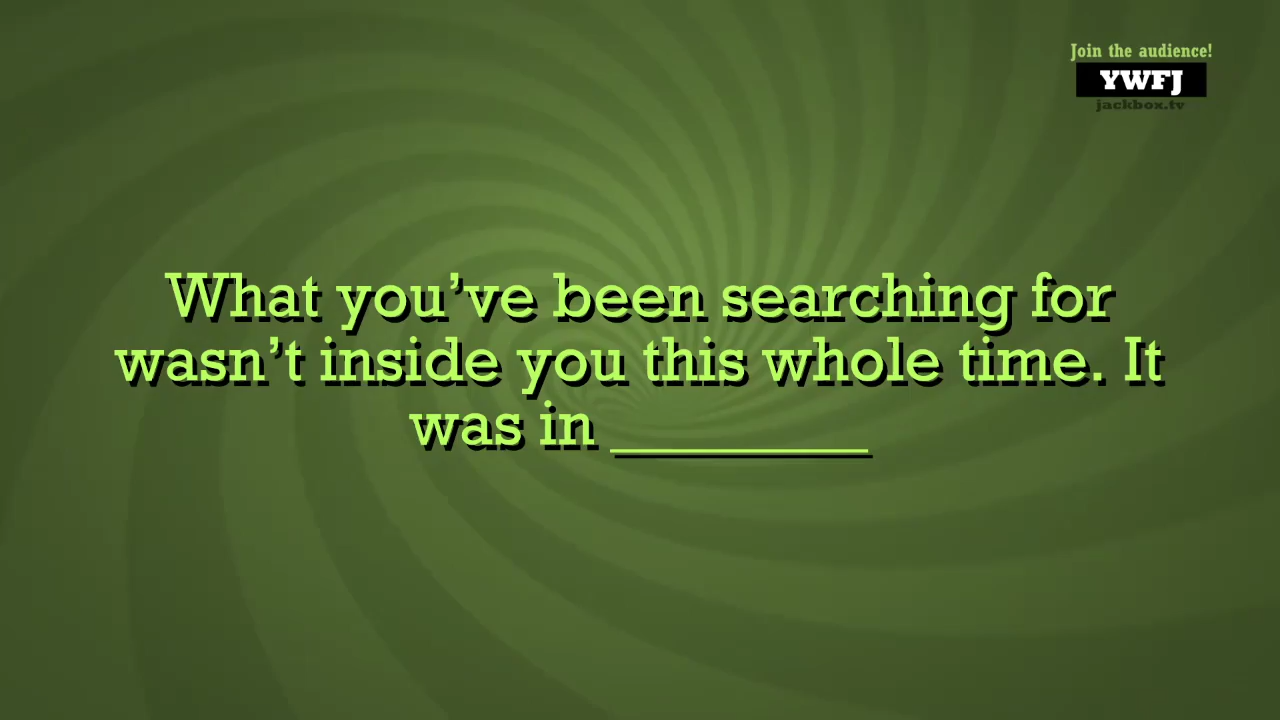 Join the audience!
YWFJ
jackbox.tv
What you’ve been searching for
wasn’t inside you this whole time. It
was in _________